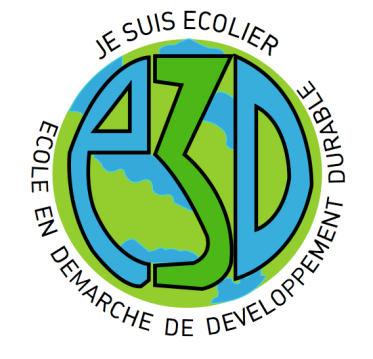 JE SUIS ECOLIER
e3D
ECOLE EN DEMARCHE DE DEVELOPPEMENT DURABLE